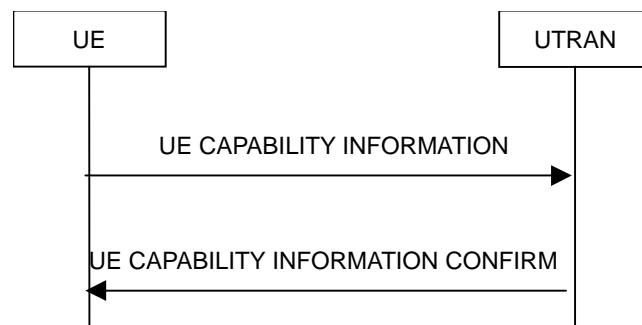 UE
UTRAN
UE CAPABILITY INFORMATION
UE CAPABILITY INFORMATION CONFIRM